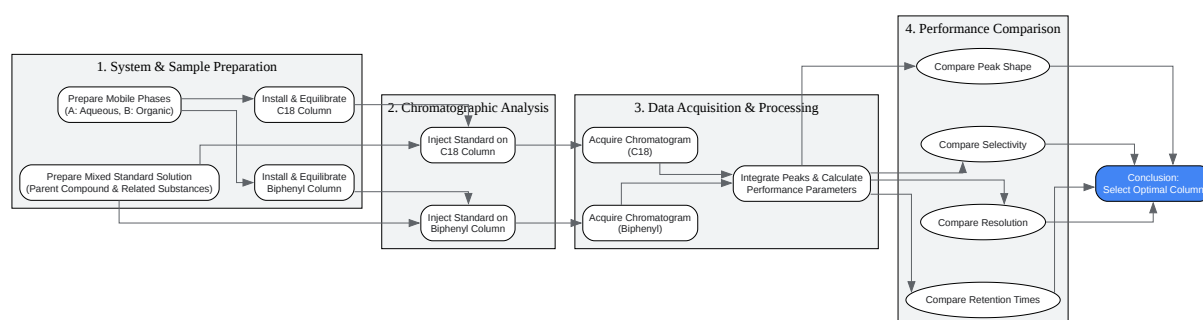 1. System & Sample Preparation
Prepare Mobile Phases
(A: Aqueous, B: Organic)
Install & Equilibrate
C18 Column
Prepare Mixed Standard Solution
(Parent Compound & Related Substances)
Install & Equilibrate
Biphenyl Column
2. Chromatographic Analysis
Inject Standard on
C18 Column
Inject Standard on
Biphenyl Column
3. Data Acquisition & Processing
Acquire Chromatogram
(C18)
Acquire Chromatogram
(Biphenyl)
Integrate Peaks & Calculate
Performance Parameters
4. Performance Comparison
Compare Peak Shape
Compare Selectivity
Compare Resolution
Compare Retention Times
Conclusion:
Select Optimal Column